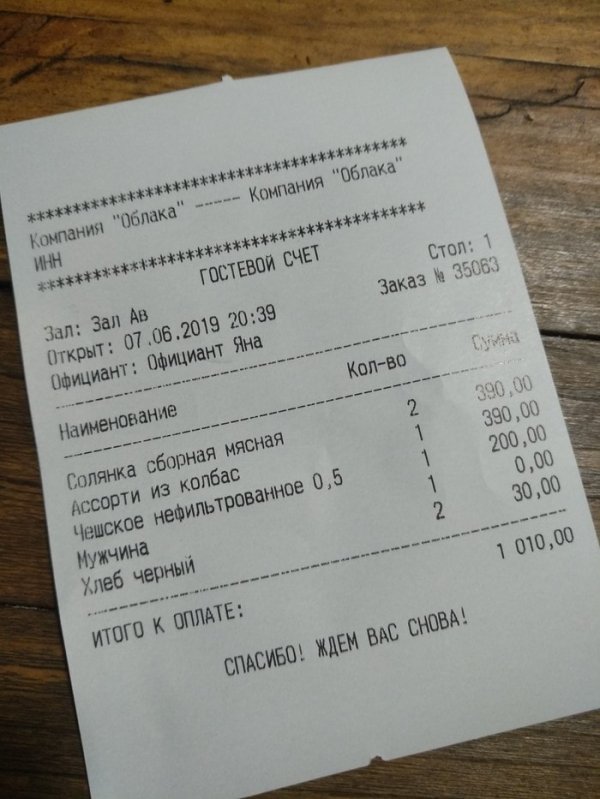 ******************************************
Компания "Облака" ----- Компания "Облака"
ИНН
******************************************
ГОСТЕВОЙ СЧЕТ
Зал: Зал Ав Стол: 1
Открыт: 07.06.2019 20:39 Заказ № 35063
Официант: Официант Яна
Наименование Кол-во Сумма
Солянка сборная мясная 2 390,00
Ассорти из колбас 1 390,00
Чешское нефильтрованное 0,5 1 200,00
Мужчина 1 0,00
Хлеб черный 2 30,00
ИТОГО К ОПЛАТЕ: 1 010,00
СПАСИБО! ЖДЕМ ВАС СНОВА!